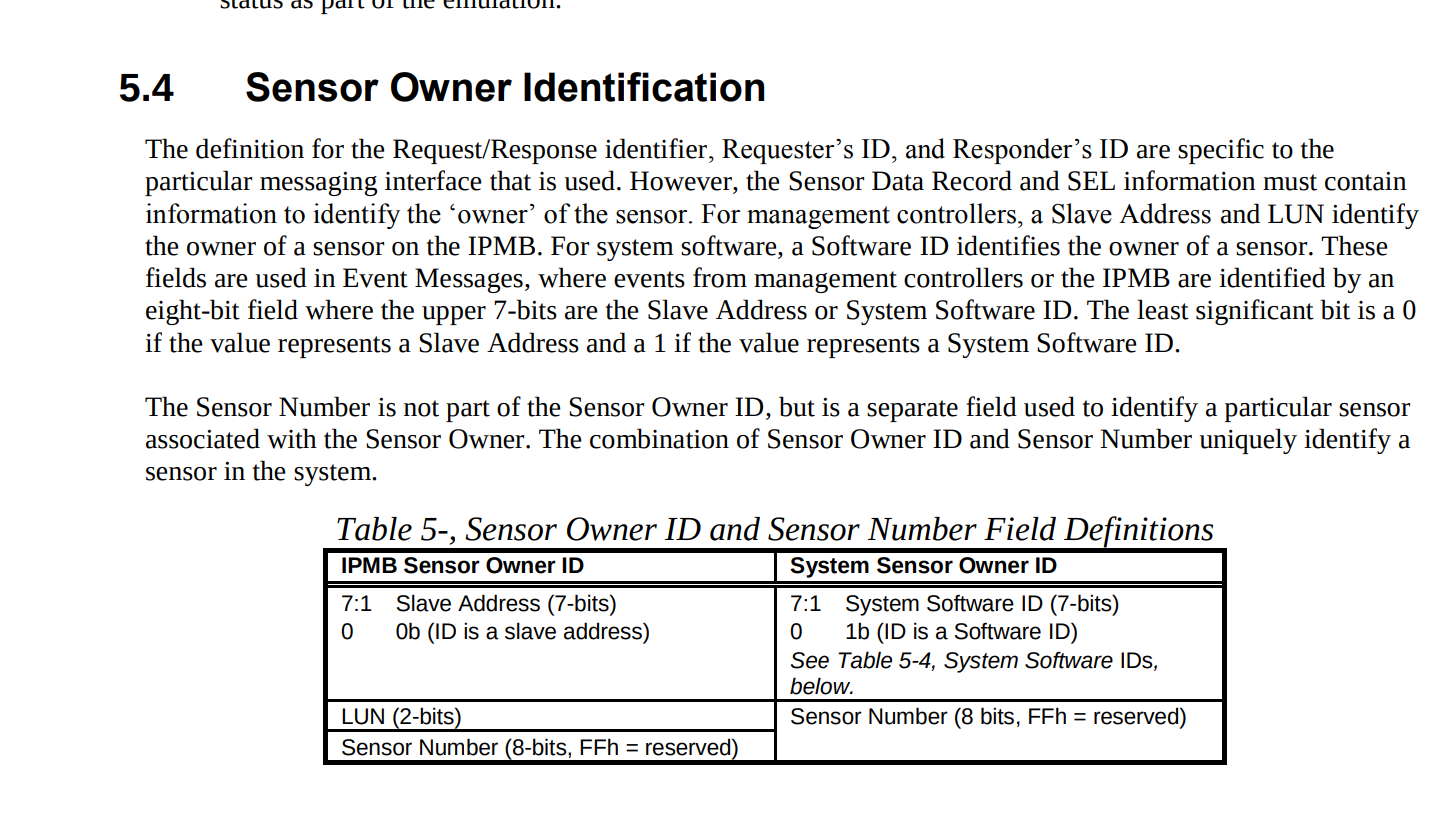 status as part of the emulation.
5.4 Sensor Owner Identification
The definition for the Request/Response identifier, Requester’s ID, and Responder’s ID are specific to the
particular messaging interface that is used. However, the Sensor Data Record and SEL information must contain
information to identify the ‘owner’ of the sensor. For management controllers, a Slave Address and LUN identify
the owner of a sensor on the IPMB. For system software, a Software ID identifies the owner of a sensor. These
fields are used in Event Messages, where events from management controllers or the IPMB are identified by an
eight-bit field where the upper 7-bits are the Slave Address or System Software ID. The least significant bit is a 0
if the value represents a Slave Address and a 1 if the value represents a System Software ID.
The Sensor Number is not part of the Sensor Owner ID, but is a separate field used to identify a particular sensor
associated with the Sensor Owner. The combination of Sensor Owner ID and Sensor Number uniquely identify a
sensor in the system.
Table 5-, Sensor Owner ID and Sensor Number Field Definitions
IPMB Sensor Owner ID
System Sensor Owner ID
7:1 Slave Address (7-bits)
0 0b (ID is a slave address)
7:1 System Software ID (7-bits)
0 1b (ID is a Software ID)
See Table 5-4, System Software IDs,
below.
LUN (2-bits)
Sensor Number (8-bits, FFh = reserved)
Sensor Number (8 bits, FFh = reserved)